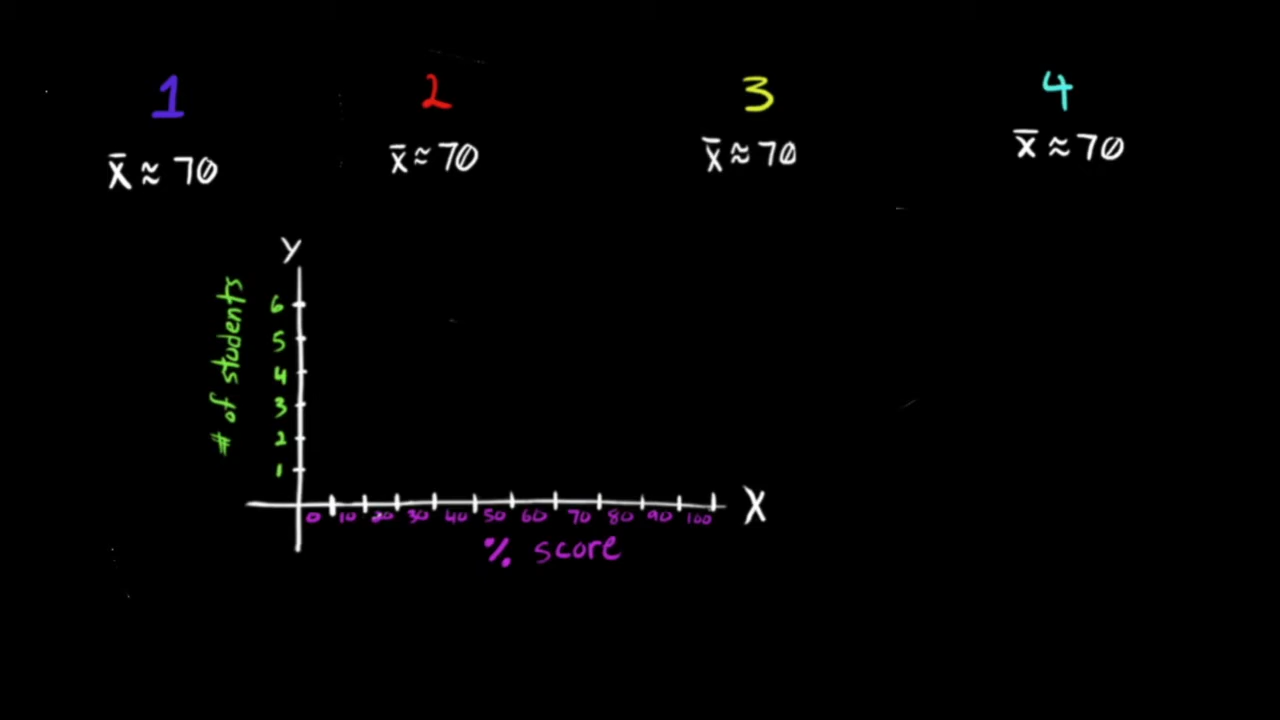 1 2 3 4
x̄ ≈ 70 x̄ ≈ 70 x̄ ≈ 70 x̄ ≈ 70
Y
# of students
6
5
4
3
2
1
0 10 20 30 40 50 60 70 80 90 100
X
% score